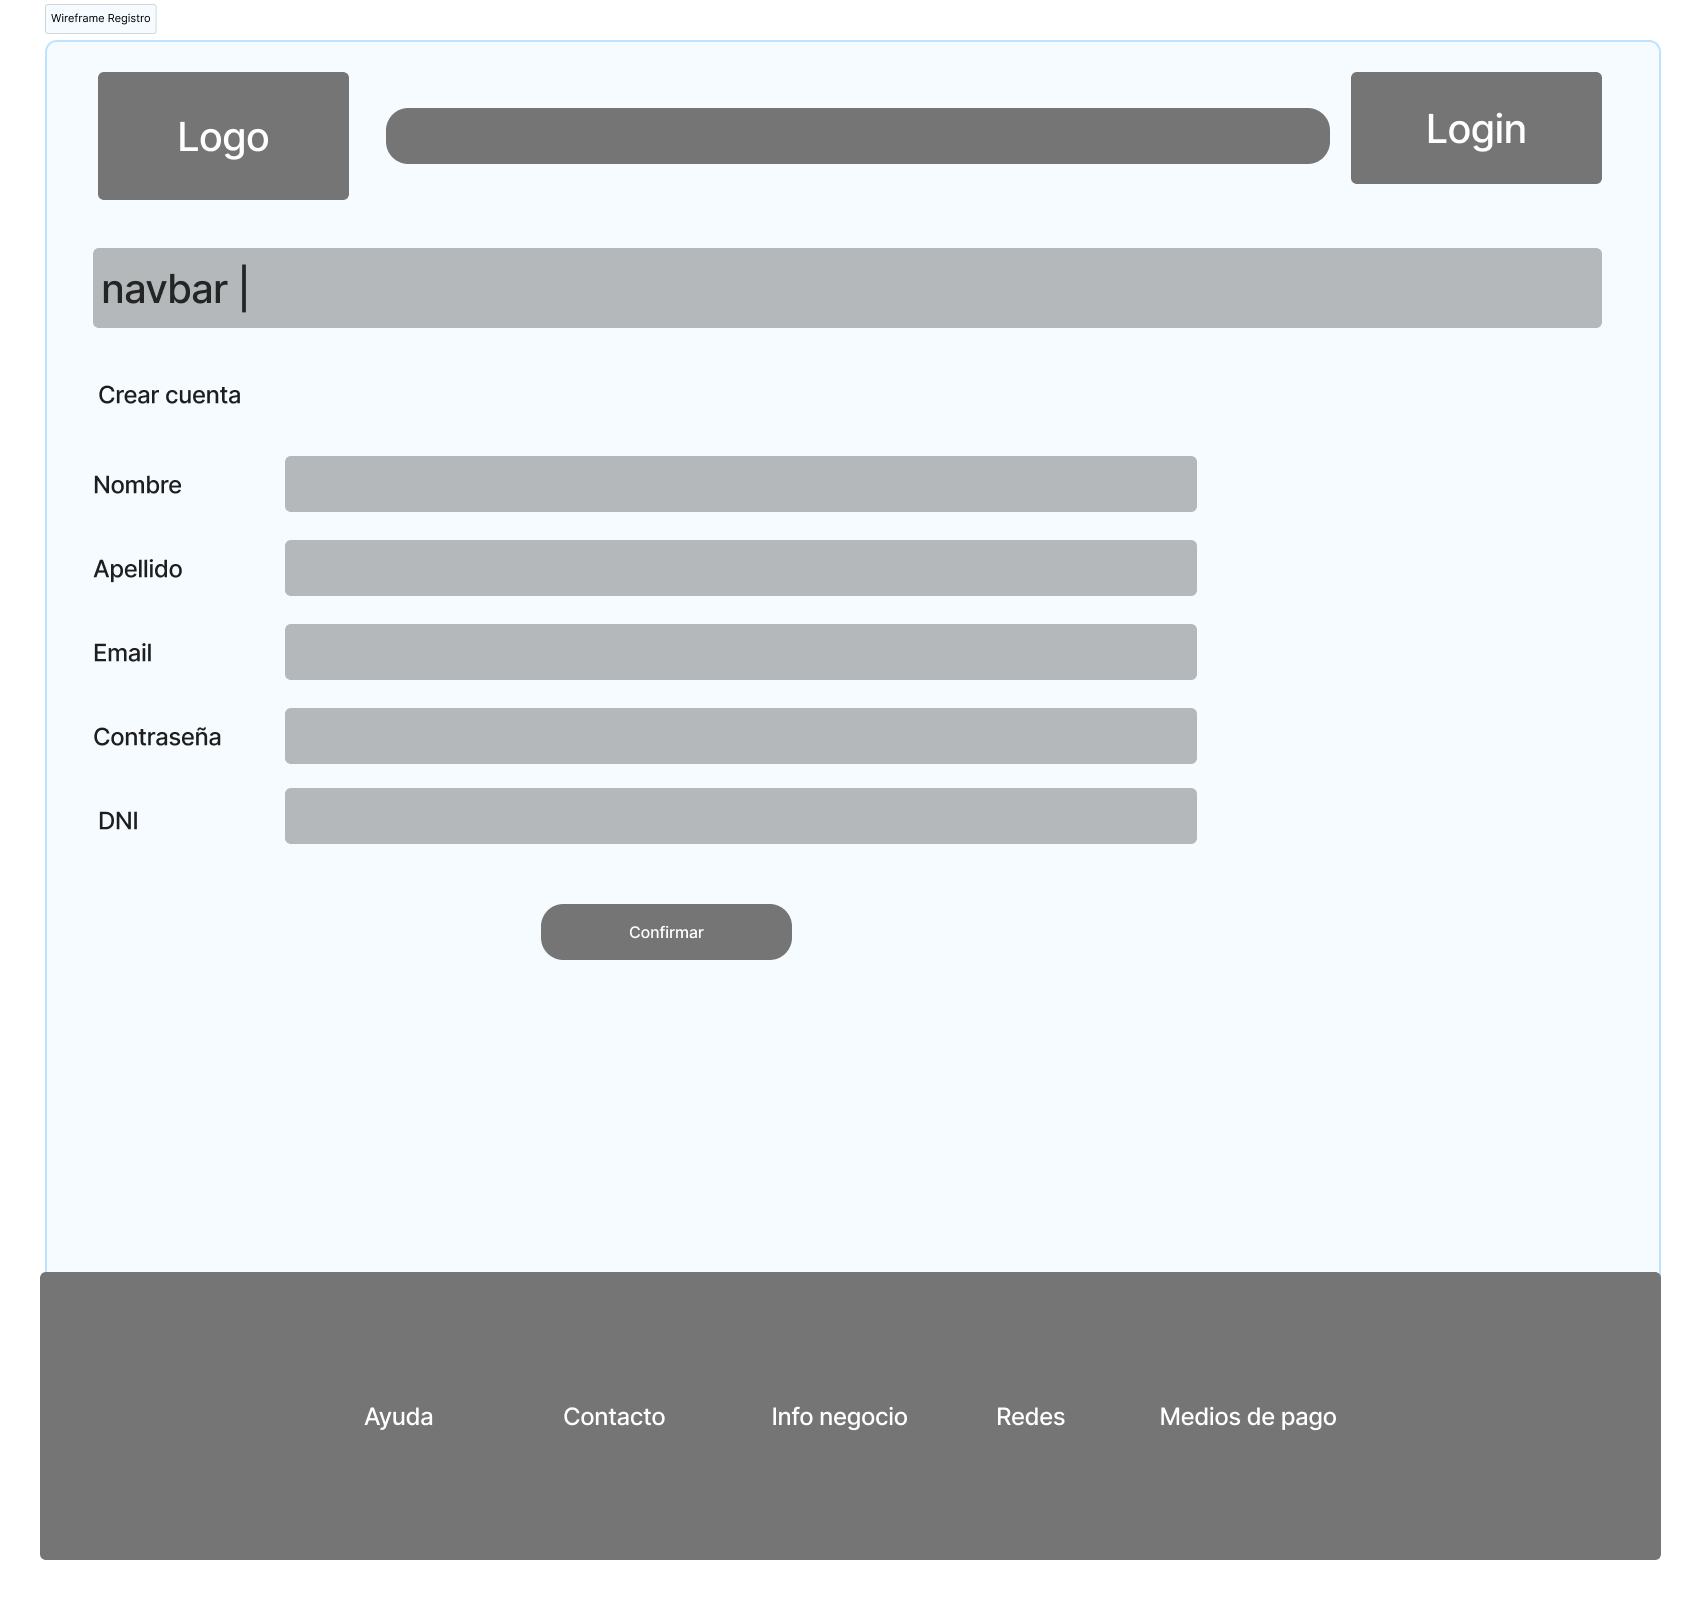 Wireframe Registro
Logo
Login
navbar |
Crear cuenta
Nombre
Apellido
Email
Contraseña
DNI
Confirmar
Ayuda
Contacto
Info negocio
Redes
Medios de pago